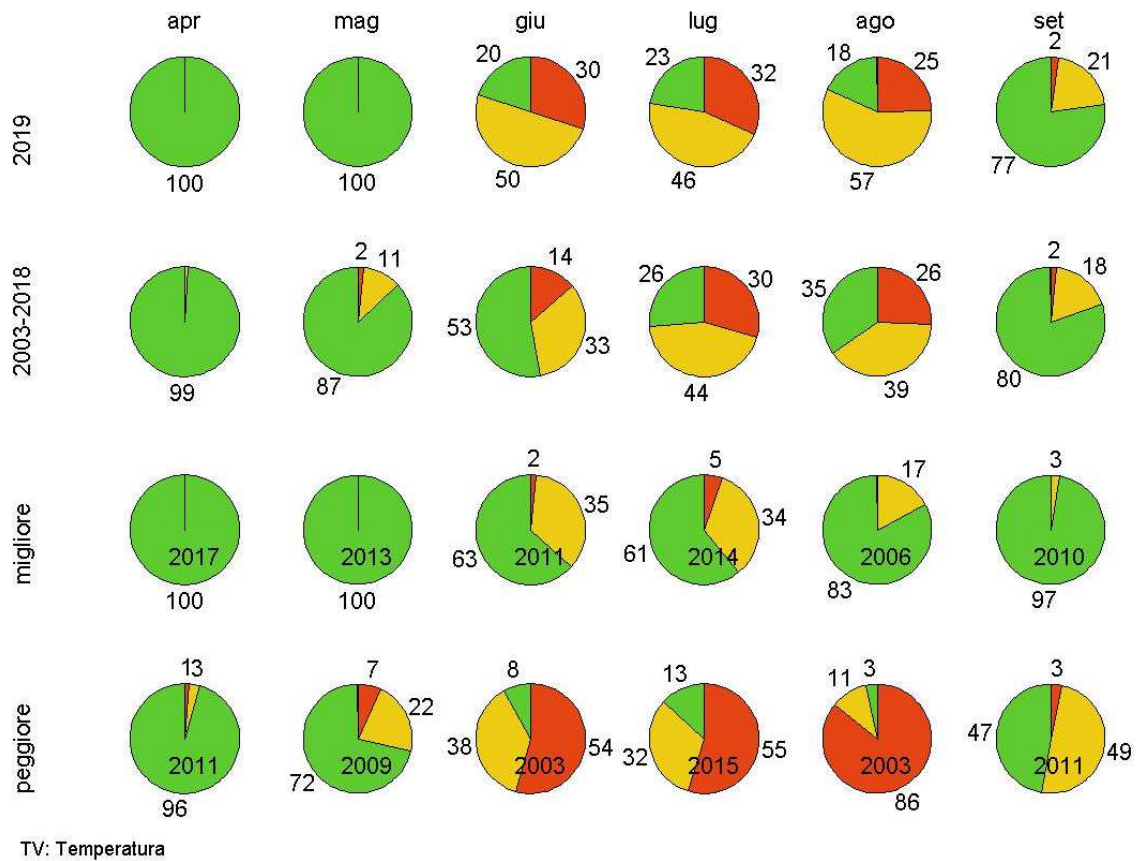 apr mag giu lug ago set
2019
100 100 20 30 50 23 32 46 18 25 57 2 21 77
2003-2018
99 2 11 87 14 53 33 26 30 44 35 26 39 2 18 80
migliore
2017 100 2013 100 2 35 63 2011 5 34 61 2014 17 2006 83 3 2010 97
peggiore
13 2011 96 7 22 2009 72 8 38 54 2003 13 32 55 2015 11 3 2003 86 3 47 49 2011
TV: Temperatura